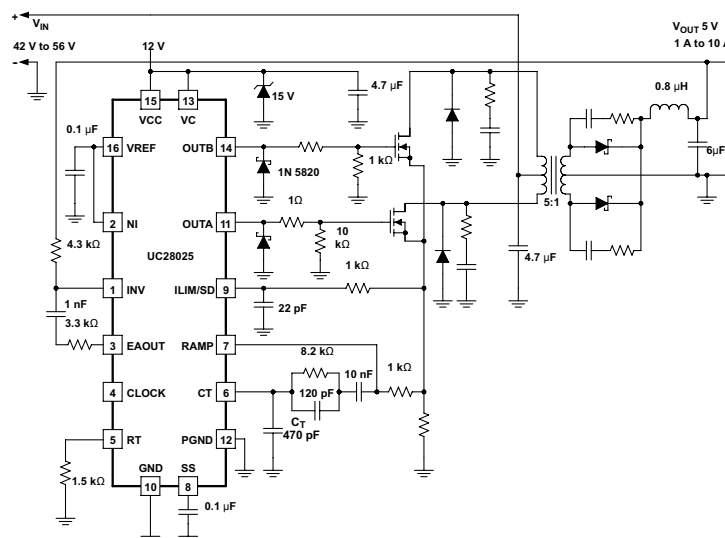 +
V_IN
42 V to 56 V
-
12 V
V_OUT 5 V
1 A to 10 A
15
13
VCC
VC
15 V
4.7 µF
0.8 µH
0.1 µF
16
VREF
OUTB
14
1N 5820
1 kΩ
6µF
5:1
2
NI
OUTA
11
1Ω
10
kΩ
4.3 kΩ
UC28025
4.7 µF
1 kΩ
1
INV
ILIM/SD
9
22 pF
1 nF
3.3 kΩ
3
EAOUT
RAMP
7
8.2 kΩ
10 nF
1 kΩ
4
CLOCK
CT
6
120 pF
C_T
470 pF
5
RT
PGND
12
1.5 kΩ
GND
SS
10
8
0.1 µF